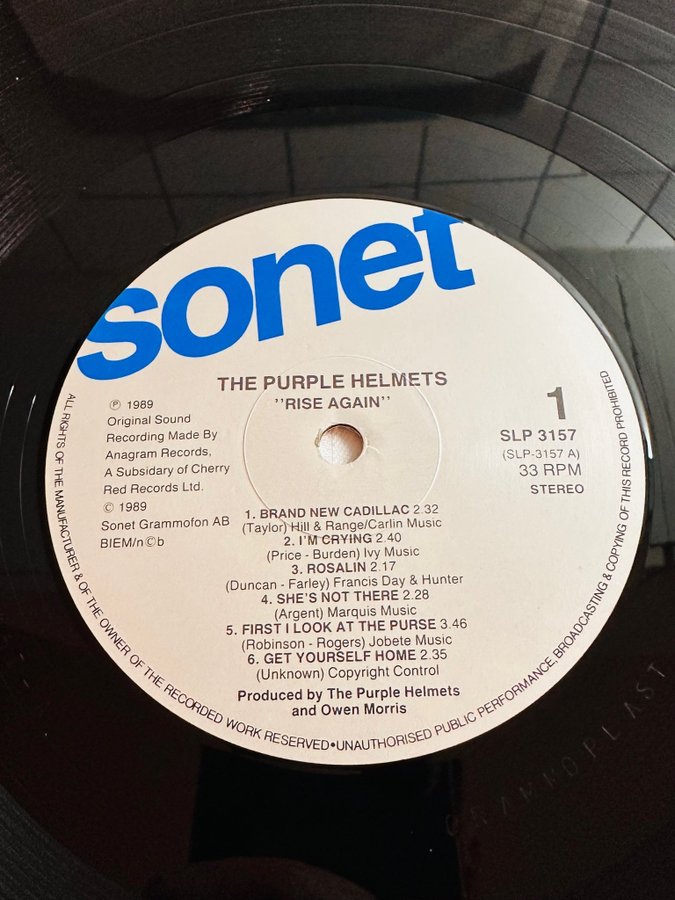 sonet
THE PURPLE HELMETS
"RISE AGAIN"
℗ 1989
Original Sound
Recording Made By
Anagram Records,
A Subsidary of Cherry
Red Records Ltd.
© 1989
Sonet Grammofon AB
BIEM/n©b
1
SLP 3157
(SLP-3157 A)
33 RPM
STEREO
1. BRAND NEW CADILLAC 2.32
(Taylor) Hill & Range/Carlin Music
2. I'M CRYING 2.40
(Price - Burden) Ivy Music
3. ROSALIN 2.17
(Duncan - Farley) Francis Day & Hunter
4. SHE'S NOT THERE 2.28
(Argent) Marquis Music
5. FIRST I LOOK AT THE PURSE 3.46
(Robinson - Rogers) Jobete Music
6. GET YOURSELF HOME 2.35
(Unknown) Copyright Control
Produced by The Purple Helmets
and Owen Morris
ALL RIGHTS OF THE MANUFACTURER & OF THE OWNER OF THE RECORDED WORK RESERVED•UNAUTHORISED PUBLIC PERFORMANCE, BROADCASTING & COPYING OF THIS RECORD PROHIBITED
GRAMMOPLAST